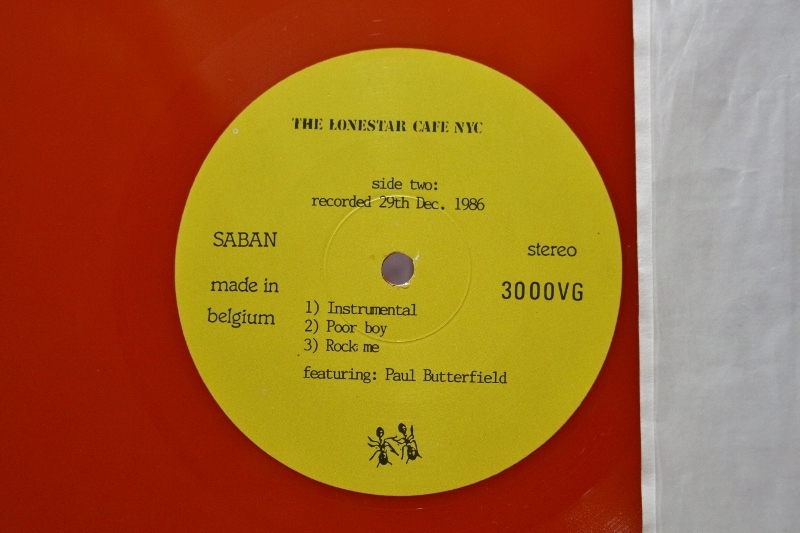 THE LONESTAR CAFE NYC
side two:
recorded 29th Dec. 1986
SABAN
stereo
made in
belgium
3000VG
1) Instrumental
2) Poor boy
3) Rock me
featuring: Paul Butterfield